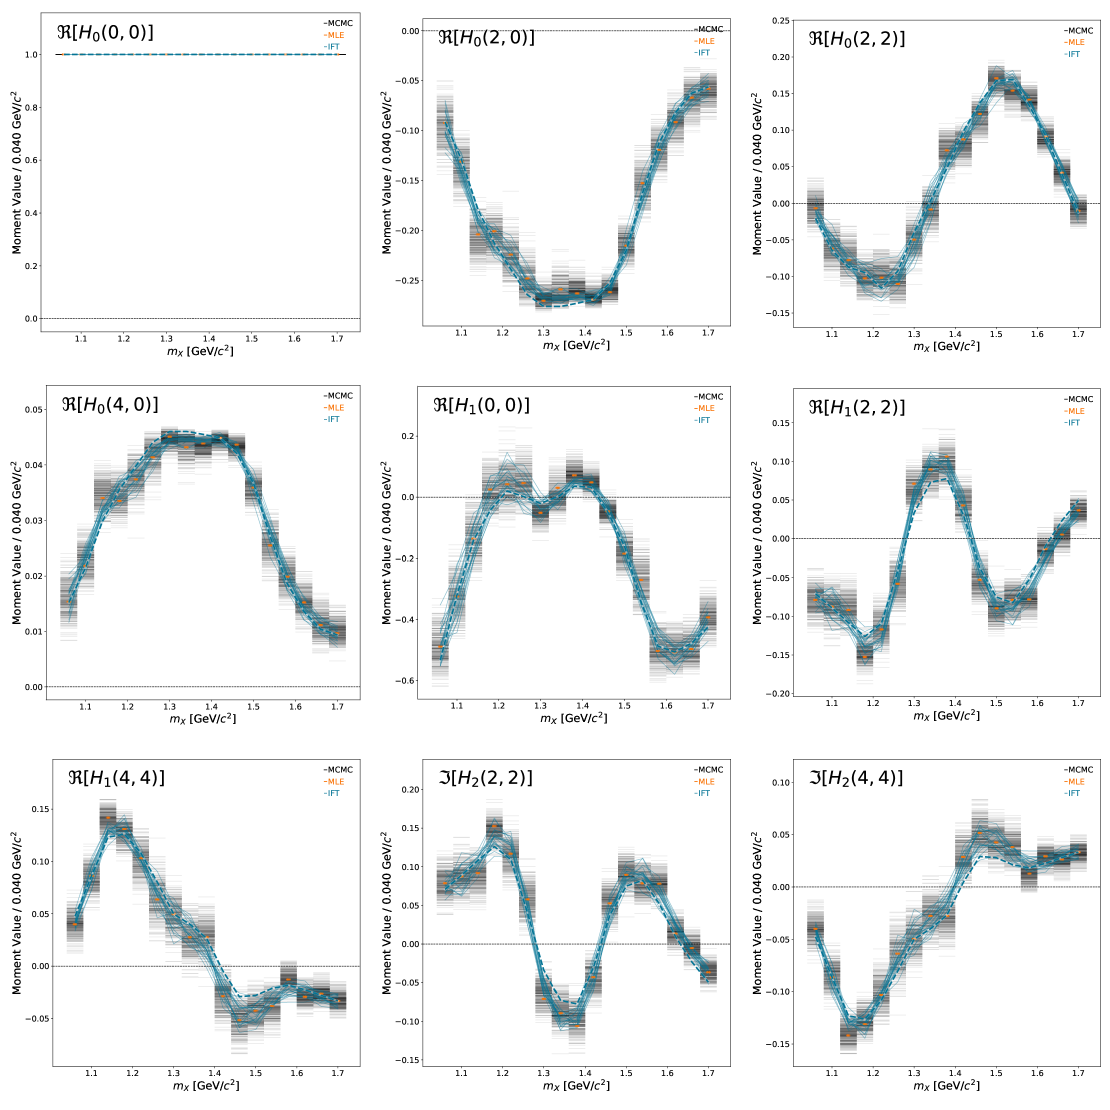 ℜ[H₀(0, 0)]
MCMC
MLE
IFT
Moment Value / 0.040 GeV/c²
1.0
0.8
0.6
0.4
0.2
0.0
1.1 1.2 1.3 1.4 1.5 1.6 1.7
mₓ [GeV/c²]
ℜ[H₀(2, 0)]
MCMC
MLE
IFT
Moment Value / 0.040 GeV/c²
0.00
−0.05
−0.10
−0.15
−0.20
−0.25
1.1 1.2 1.3 1.4 1.5 1.6 1.7
mₓ [GeV/c²]
ℜ[H₀(2, 2)]
MCMC
MLE
IFT
Moment Value / 0.040 GeV/c²
0.25
0.20
0.15
0.10
0.05
0.00
−0.05
−0.10
−0.15
1.1 1.2 1.3 1.4 1.5 1.6 1.7
mₓ [GeV/c²]
ℜ[H₀(4, 0)]
MCMC
MLE
IFT
Moment Value / 0.040 GeV/c²
0.05
0.04
0.03
0.02
0.01
0.00
1.1 1.2 1.3 1.4 1.5 1.6 1.7
mₓ [GeV/c²]
ℜ[H₁(0, 0)]
MCMC
MLE
IFT
Moment Value / 0.040 GeV/c²
0.2
0.0
−0.2
−0.4
−0.6
1.1 1.2 1.3 1.4 1.5 1.6 1.7
mₓ [GeV/c²]
ℜ[H₁(2, 2)]
MCMC
MLE
IFT
Moment Value / 0.040 GeV/c²
0.15
0.10
0.05
0.00
−0.05
−0.10
−0.15
−0.20
1.1 1.2 1.3 1.4 1.5 1.6 1.7
mₓ [GeV/c²]
ℜ[H₁(4, 4)]
MCMC
MLE
IFT
Moment Value / 0.040 GeV/c²
0.15
0.10
0.05
0.00
−0.05
1.1 1.2 1.3 1.4 1.5 1.6 1.7
mₓ [GeV/c²]
ℑ[H₂(2, 2)]
MCMC
MLE
IFT
Moment Value / 0.040 GeV/c²
0.20
0.15
0.10
0.05
0.00
−0.05
−0.10
−0.15
1.1 1.2 1.3 1.4 1.5 1.6 1.7
mₓ [GeV/c²]
ℑ[H₂(4, 4)]
MCMC
MLE
IFT
Moment Value / 0.040 GeV/c²
0.10
0.05
0.00
−0.05
−0.10
−0.15
1.1 1.2 1.3 1.4 1.5 1.6 1.7
mₓ [GeV/c²]